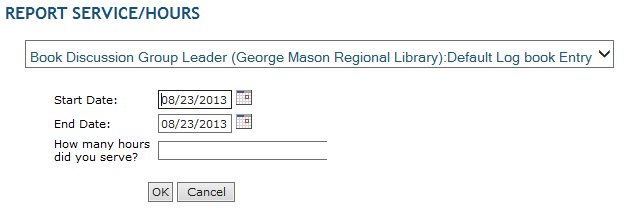 REPORT SERVICE/HOURS
Book Discussion Group Leader (George Mason Regional Library):Default Log book Entry
Start Date: 08/23/2013
End Date: 08/23/2013
How many hours
did you serve?
OK Cancel